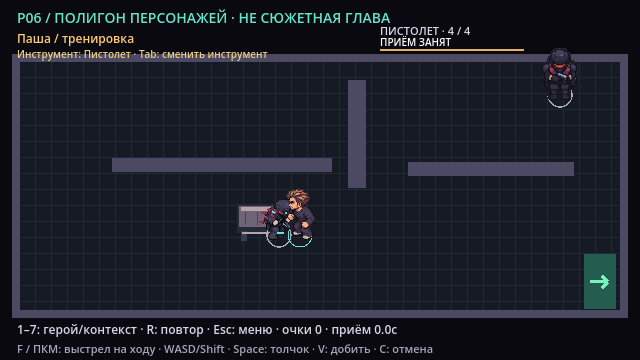 P06 / ПОЛИГОН ПЕРСОНАЖЕЙ · НЕ СЮЖЕТНАЯ ГЛАВА
Паша / тренировка
ПИСТОЛЕТ · 4 / 4
ПРИЁМ ЗАНЯТ
Инструмент: Пистолет · Tab: сменить инструмент
1–7: герой/контекст · R: повтор · Esc: меню · очки 0 · приём 0.0с
F / ПКМ: выстрел на ходу · WASD/Shift · Space: толчок · V: добить · C: отмена